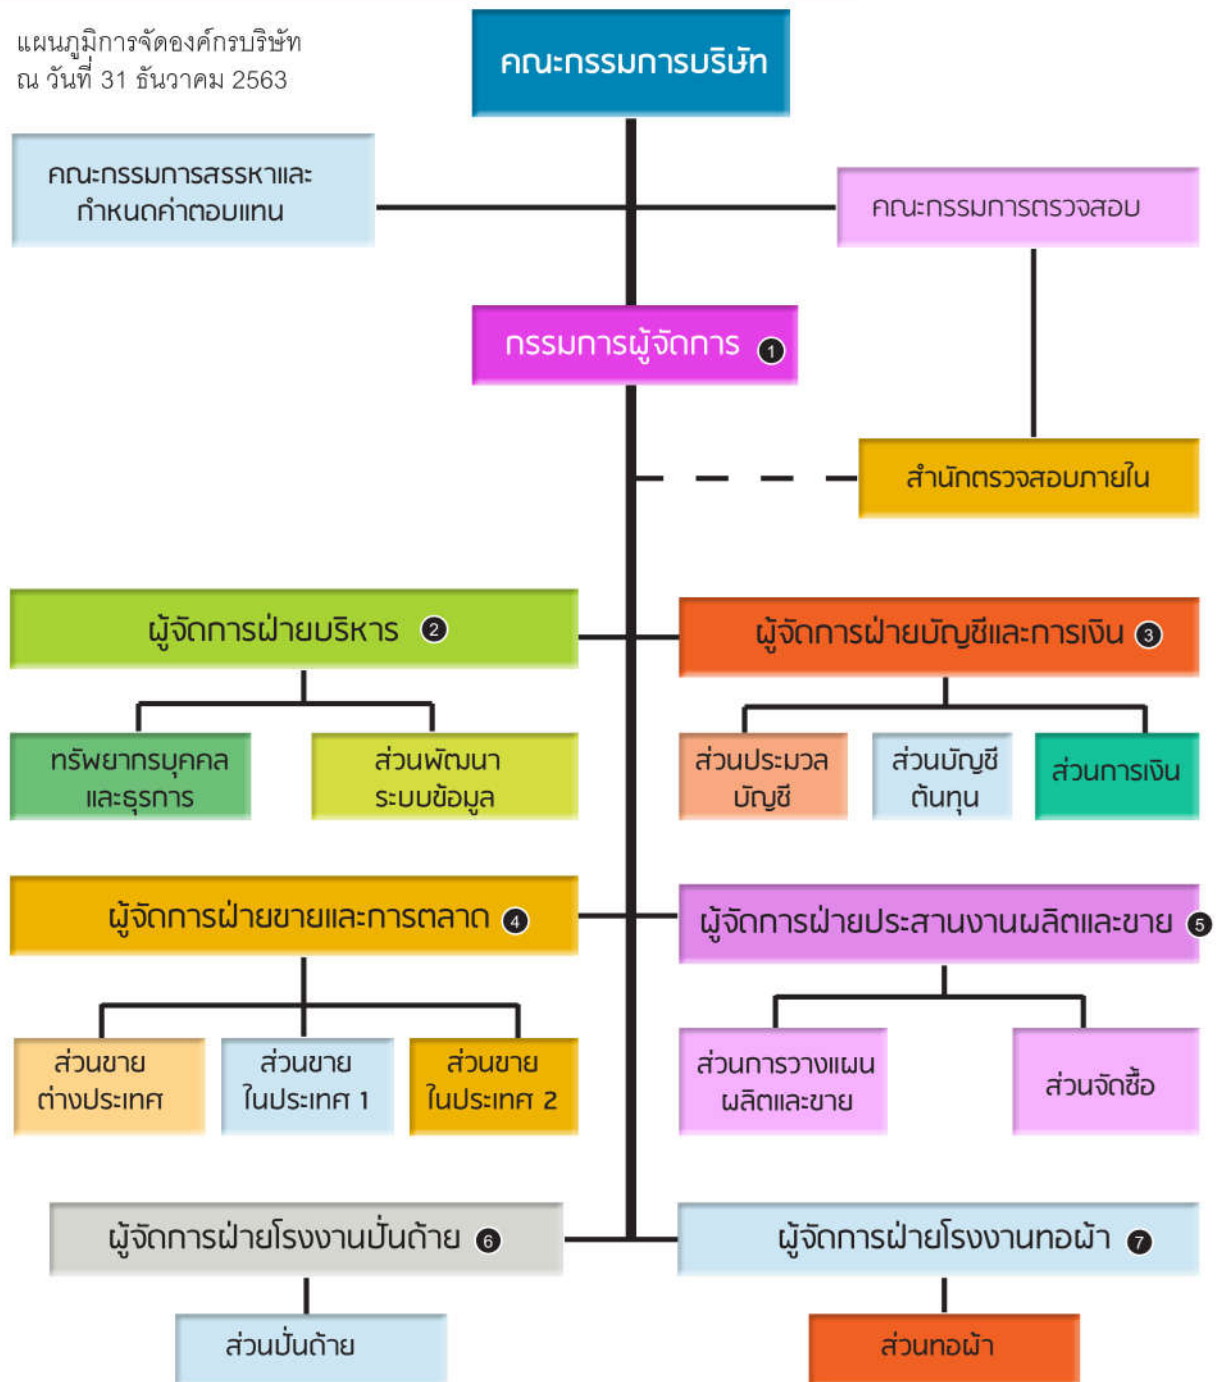 แผนภูมิการจัดองค์กรบริษัท
ณ วันที่ 31 ธันวาคม 2563
คณะกรรมการบริษัท
คณะกรรมการสรรหาและ
กำหนดค่าตอบแทน
คณะกรรมการตรวจสอบ
กรรมการผู้จัดการ 1
สำนักตรวจสอบภายใน
ผู้จัดการฝ่ายบริหาร 2
ผู้จัดการฝ่ายบัญชีและการเงิน 3
ทรัพยากรบุคคล
และธุรการ
ส่วนพัฒนา
ระบบข้อมูล
ส่วนประมวล
บัญชี
ส่วนบัญชี
ต้นทุน
ส่วนการเงิน
ผู้จัดการฝ่ายขายและการตลาด 4
ผู้จัดการฝ่ายประสานงานผลิตและขาย 5
ส่วนขาย
ต่างประเทศ
ส่วนขาย
ในประเทศ 1
ส่วนขาย
ในประเทศ 2
ส่วนการวางแผน
ผลิตและขาย
ส่วนจัดซื้อ
ผู้จัดการฝ่ายโรงงานปั่นด้าย 6
ผู้จัดการฝ่ายโรงงานทอผ้า 7
ส่วนปั่นด้าย
ส่วนทอผ้า